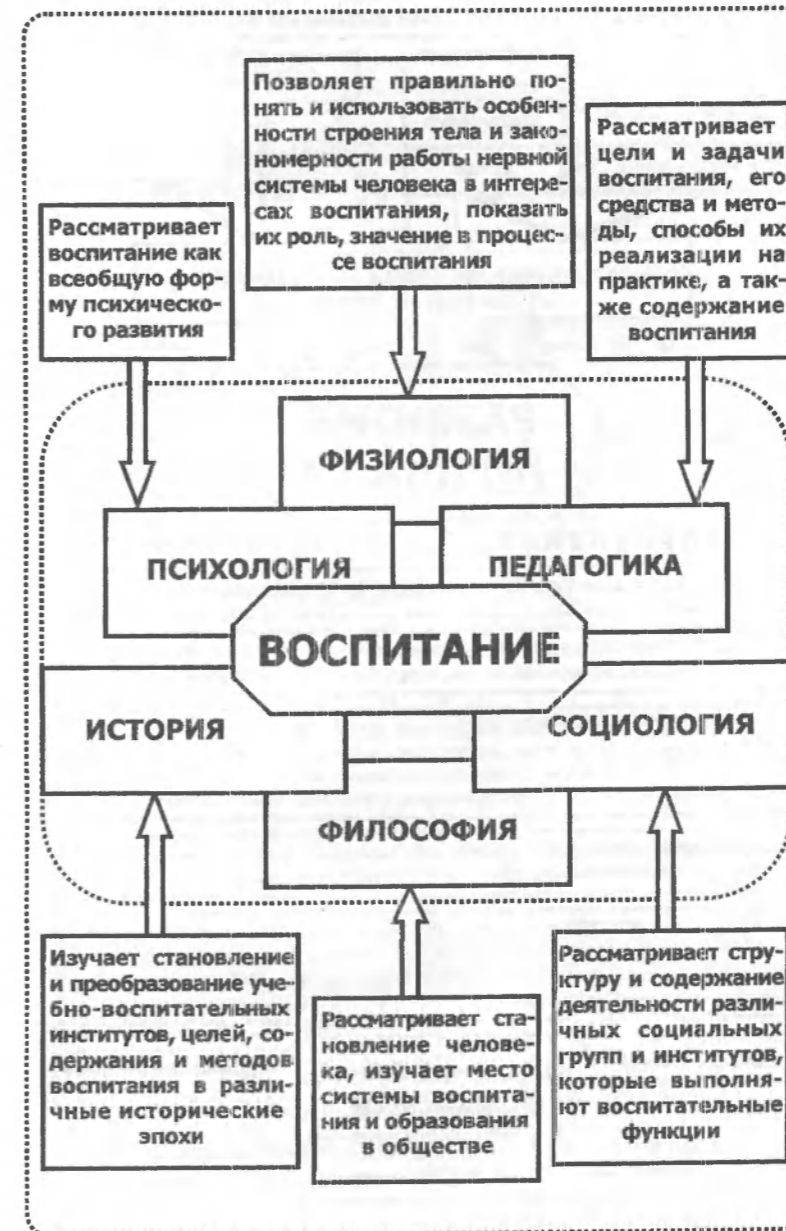 Позволяет правильно по-
нять и использовать особен-
ности строения тела и зако-
номерности работы нервной
системы человека в интере-
сах воспитания, показать
их роль, значение в процес-
се воспитания
Рассматривает
цели и задачи
воспитания, его
средства и мето-
ды, способы их
реализации на
практике, а так-
же содержание
воспитания
Рассматривает
воспитание как
всеобщую фор-
му психическо-
го развития
ФИЗИОЛОГИЯ
ПСИХОЛОГИЯ
ПЕДАГОГИКА
ВОСПИТАНИЕ
ИСТОРИЯ
СОЦИОЛОГИЯ
ФИЛОСОФИЯ
Изучает становление
и преобразование уче-
бно-воспитательных
институтов, целей, со-
держания и методов
воспитания в разли-
чные исторические
эпохи
Рассматривает ста-
новление челове-
ка, изучает место
системы воспита-
ния и образования
в обществе
Рассматривает стру-
ктуру и содержание
деятельности разли-
чных социальных
групп и институтов,
которые выполня-
ют воспитательные
функции